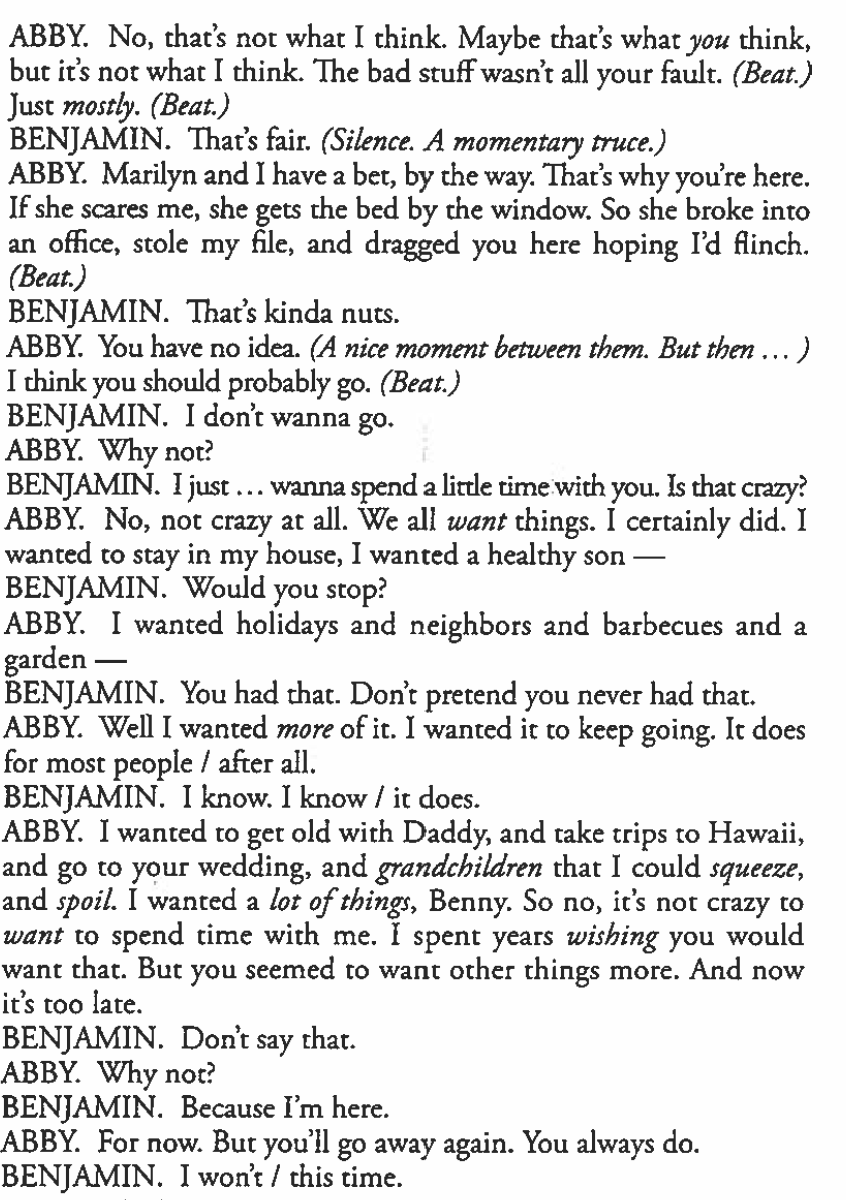 ABBY. No, that's not what I think. Maybe that's what you think,
but it's not what I think. The bad stuff wasn't all your fault. (Beat.)
Just mostly. (Beat.)
BENJAMIN. That's fair. (Silence. A momentary truce.)
ABBY. Marilyn and I have a bet, by the way. That's why you're here.
If she scares me, she gets the bed by the window. So she broke into
an office, stole my file, and dragged you here hoping I'd flinch.
(Beat.)
BENJAMIN. That's kinda nuts.
ABBY. You have no idea. (A nice moment between them. But then ... )
I think you should probably go. (Beat.)
BENJAMIN. I don't wanna go.
ABBY. Why not?
BENJAMIN. I just ... wanna spend a little time with you. Is that crazy?
ABBY. No, not crazy at all. We all want things. I certainly did. I
wanted to stay in my house, I wanted a healthy son —
BENJAMIN. Would you stop?
ABBY. I wanted holidays and neighbors and barbecues and a
garden —
BENJAMIN. You had that. Don't pretend you never had that.
ABBY. Well I wanted more of it. I wanted it to keep going. It does
for most people / after all.
BENJAMIN. I know. I know / it does.
ABBY. I wanted to get old with Daddy, and take trips to Hawaii,
and go to your wedding, and grandchildren that I could squeeze,
and spoil. I wanted a lot of things, Benny. So no, it's not crazy to
want to spend time with me. I spent years wishing you would
want that. But you seemed to want other things more. And now
it's too late.
BENJAMIN. Don't say that.
ABBY. Why not?
BENJAMIN. Because I'm here.
ABBY. For now. But you'll go away again. You always do.
BENJAMIN. I won't / this time.